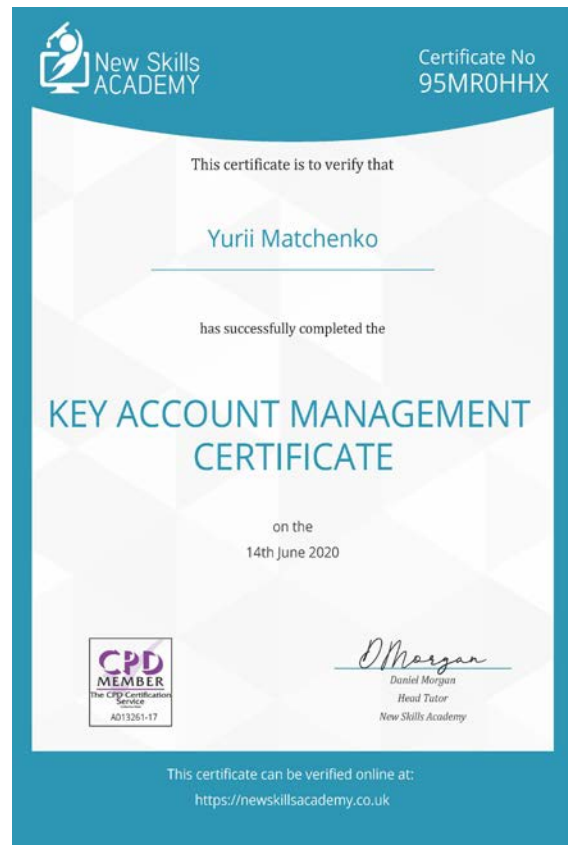 New Skills
ACADEMY
Certificate No
95MR0HHX
This certificate is to verify that
Yurii Matchenko
has successfully completed the
KEY ACCOUNT MANAGEMENT
CERTIFICATE
on the
14th June 2020
CPD
MEMBER
The CPD Certification
Service
A013261-17
DMorgan
Daniel Morgan
Head Tutor
New Skills Academy
This certificate can be verified online at:
https://newskillsacademy.co.uk